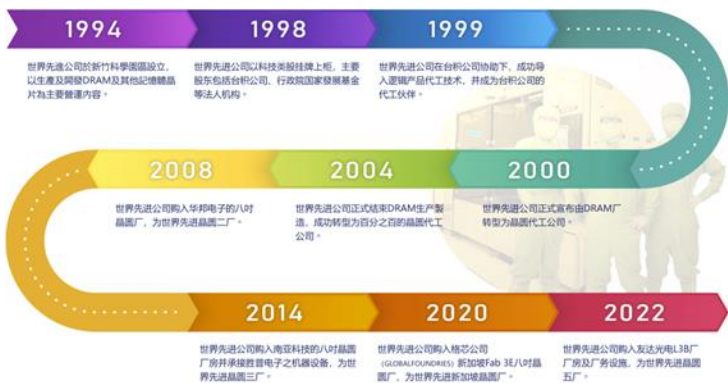 1994
1998
1999
世界先進公司於新竹科學園區設立，
以生產及開發DRAM及其他記憶體晶
片為主要營運內容。
世界先进公司以科技类股挂牌上柜，主要
股东包括台积公司、行政院国家發展基金
等法人机构。
世界先进公司在台积公司协助下，成功导
入逻辑产品代工技术，并成为台积公司的
代工伙伴。
2008
2004
2000
世界先进公司购入华邦电子的八吋
晶圆厂，为世界先进晶圆二厂。
世界先进公司正式结束DRAM生产製
造，成功转型为百分之百的晶圆代工
公司。
世界先进公司正式宣布由DRAM厂
转型为晶圆代工公司。
2014
2020
2022
世界先进公司购入南亚科技的八吋晶圆
厂房并承接胜普电子之机器设备，为世
界先进晶圆三厂。
世界先进公司购入格芯公司
(GLOBALFOUNDRIES) 新加坡Fab 3E八吋晶
圆厂，为世界先进新加坡晶圆厂。
世界先进公司购入友达光电L3B厂
厂房及厂务设施，为世界先进晶圆
五厂。